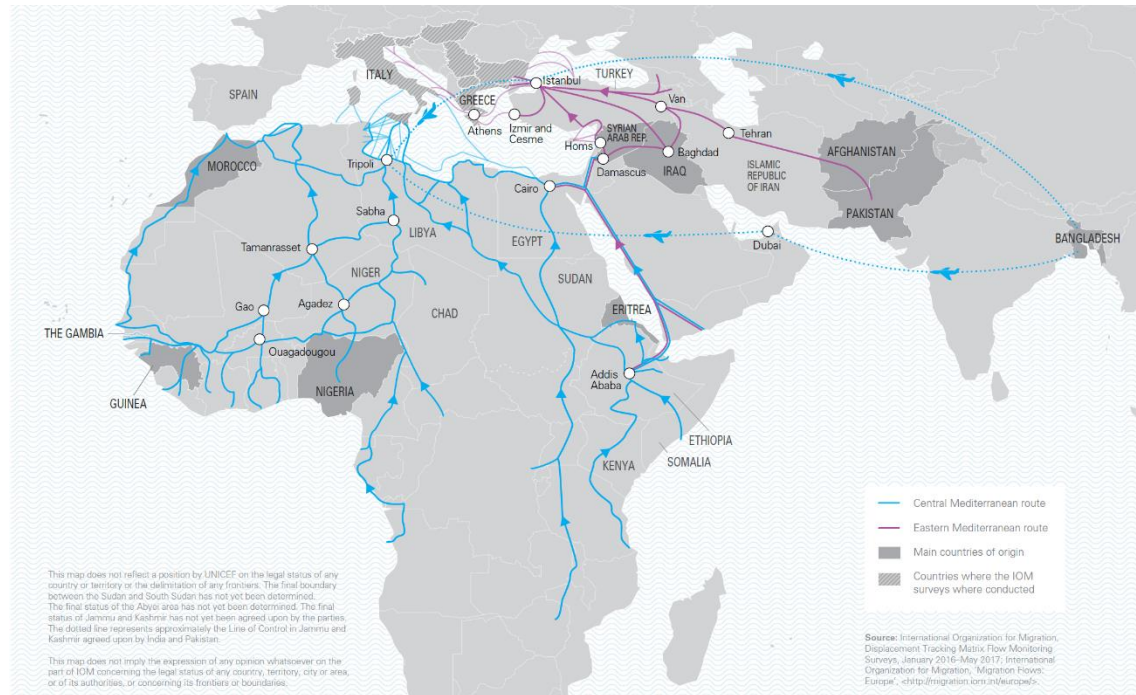 ITALY
SPAIN
GREECE
Athens
Istanbul
TURKEY
Izmir and
Cesme
Van
Tehran
SYRIAN
ARAB REP.
Homs
Damascus
Baghdad
IRAQ
ISLAMIC
REPUBLIC
OF IRAN
AFGHANISTAN
PAKISTAN
BANGLADESH
Dubai
MOROCCO
Tripoli
Cairo
Sabha
LIBYA
EGYPT
Tamanrasset
NIGER
SUDAN
Gao
Agadez
CHAD
ERITREA
THE GAMBIA
Ouagadougou
Addis
Ababa
GUINEA
NIGERIA
ETHIOPIA
SOMALIA
KENYA
Central Mediterranean route
Eastern Mediterranean route
Main countries of origin
Countries where the IOM
surveys where conducted
This map does not reflect a position by UNICEF on the legal status of any
country or territory or the delimitation of any frontiers. The final boundary
between the Sudan and South Sudan has not yet been determined.
The final status of the Abyei area has not yet been determined. The final
status of Jammu and Kashmir has not yet been agreed upon by the parties.
The dotted line represents approximately the Line of Control in Jammu and
Kashmir agreed upon by India and Pakistan.
This map does not imply the expression of any opinion whatsoever on the
part of IOM concerning the legal status of any country, territory, city or area,
or of its authorities, or concerning its frontiers or boundaries.
Source: International Organization for Migration,
Displacement Tracking Matrix Flow Monitoring
Surveys, January 2016–May 2017; International
Organization for Migration, 'Migration Flows:
Europe', <http://migration.iom.int/europe/>.